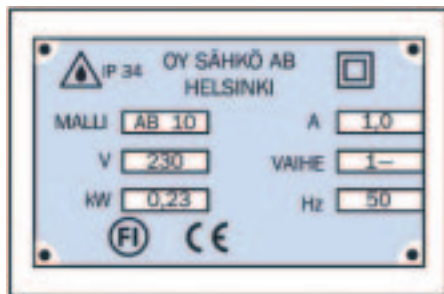 IP 34 OY SÄHKÖ AB
HELSINKI
MALLI AB 10 A 1,0
V 230 VAIHE 1~
kW 0,23 Hz 50
FI CE